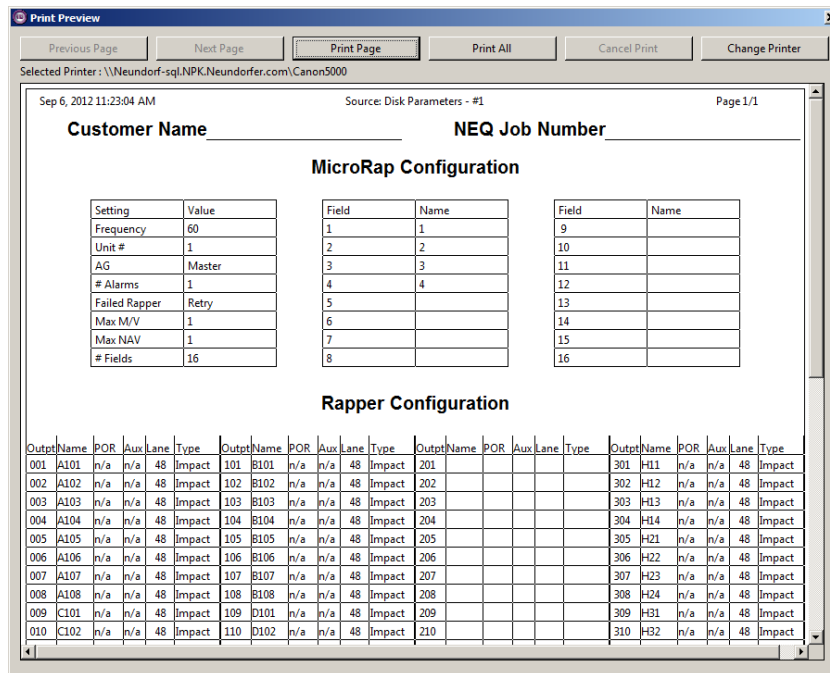 Print Preview
Previous Page Next Page Print Page Print All Cancel Print Change Printer
Selected Printer : \\Neundorf-sql.NPK.Neundorfer.com\Canon5000
Sep 6, 2012 11:23:04 AM Source: Disk Parameters - #1 Page 1/1
Customer Name NEQ Job Number
MicroRap Configuration
Setting Value Field Name Field Name
Frequency 60 1 1 9
Unit # 1 2 2 10
AG Master 3 3 11
# Alarms 1 4 4 12
Failed Rapper Retry 5 13
Max M/V 1 6 14
Max NAV 1 7 15
# Fields 16 8 16
Rapper Configuration
Outpt Name POR Aux Lane Type Outpt Name POR Aux Lane Type Outpt Name POR Aux Lane Type Outpt Name POR Aux Lane Type
001 A101 n/a n/a 48 Impact 101 B101 n/a n/a 48 Impact 201 301 H11 n/a n/a 48 Impact
002 A102 n/a n/a 48 Impact 102 B102 n/a n/a 48 Impact 202 302 H12 n/a n/a 48 Impact
003 A103 n/a n/a 48 Impact 103 B103 n/a n/a 48 Impact 203 303 H13 n/a n/a 48 Impact
004 A104 n/a n/a 48 Impact 104 B104 n/a n/a 48 Impact 204 304 H14 n/a n/a 48 Impact
005 A105 n/a n/a 48 Impact 105 B105 n/a n/a 48 Impact 205 305 H21 n/a n/a 48 Impact
006 A106 n/a n/a 48 Impact 106 B106 n/a n/a 48 Impact 206 306 H22 n/a n/a 48 Impact
007 A107 n/a n/a 48 Impact 107 B107 n/a n/a 48 Impact 207 307 H23 n/a n/a 48 Impact
008 A108 n/a n/a 48 Impact 108 B108 n/a n/a 48 Impact 208 308 H24 n/a n/a 48 Impact
009 C101 n/a n/a 48 Impact 109 D101 n/a n/a 48 Impact 209 309 H31 n/a n/a 48 Impact
010 C102 n/a n/a 48 Impact 110 D102 n/a n/a 48 Impact 210 310 H32 n/a n/a 48 Impact